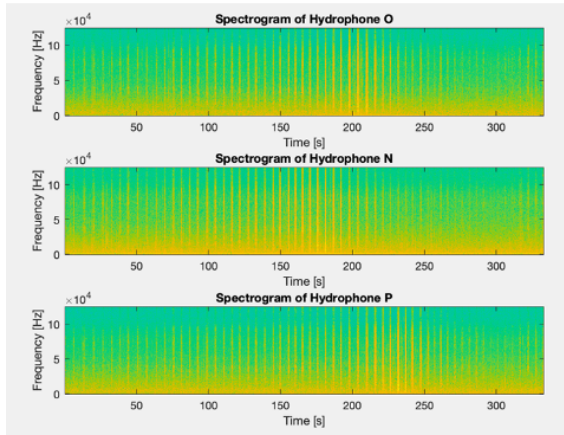 Spectrogram of Hydrophone O
×10⁴
10
5
0
Frequency [Hz]
50 100 150 200 250 300
Time [s]
Spectrogram of Hydrophone N
×10⁴
10
5
0
Frequency [Hz]
50 100 150 200 250 300
Time [s]
Spectrogram of Hydrophone P
×10⁴
10
5
0
Frequency [Hz]
50 100 150 200 250 300
Time [s]